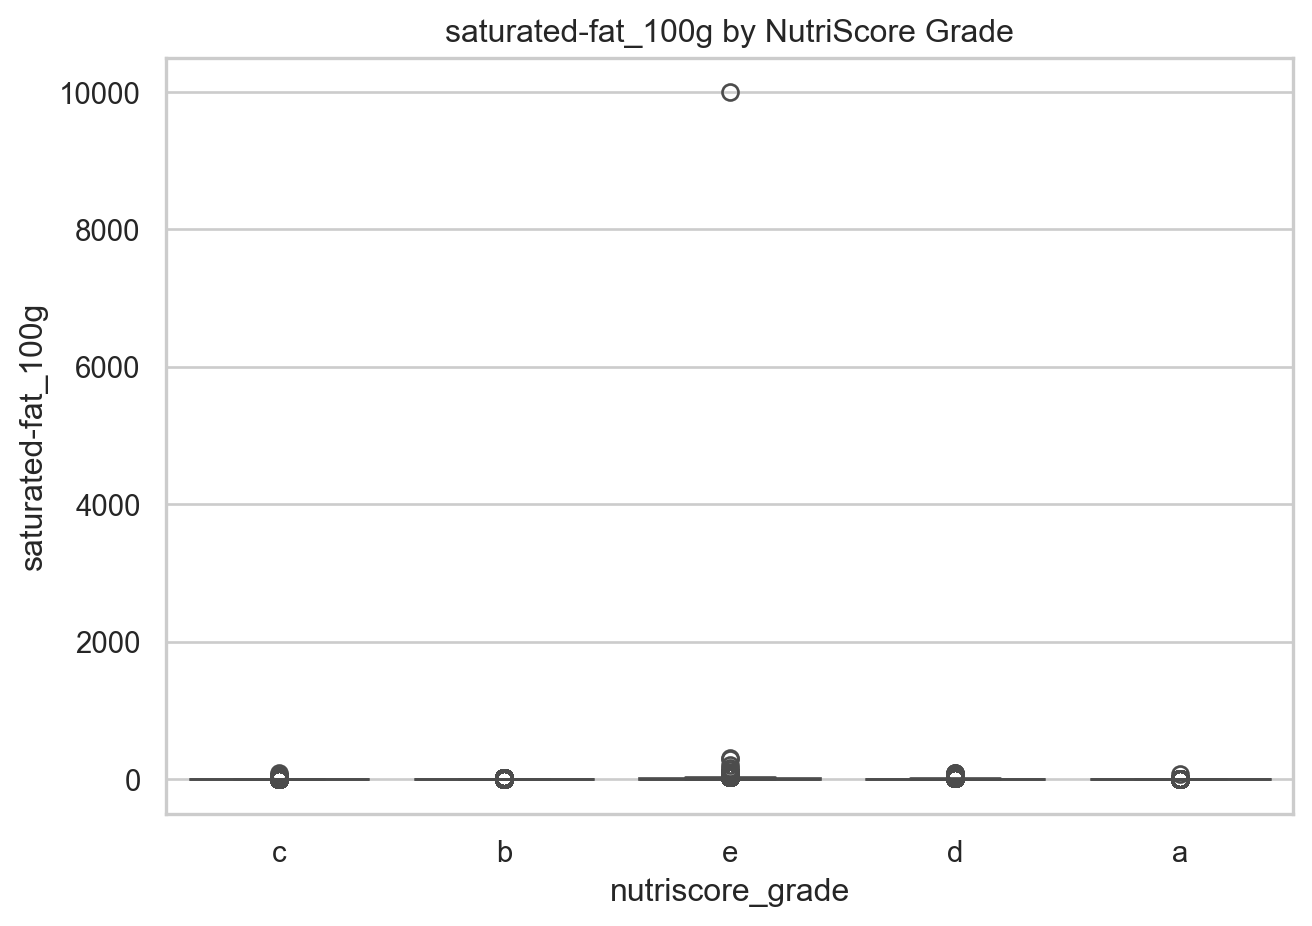 saturated-fat_100g by NutriScore Grade
10000
8000
6000
4000
2000
0
saturated-fat_100g
c b e d a
nutriscore_grade